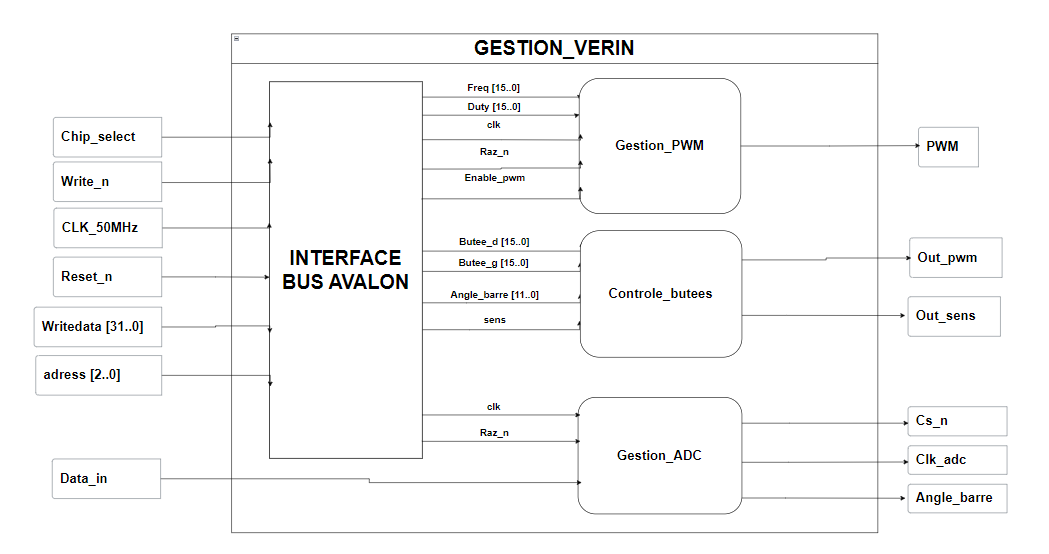 GESTION_VERIN
Chip_select
Write_n
CLK_50MHz
Reset_n
Writedata [31..0]
adress [2..0]
Data_in
INTERFACE
BUS AVALON
Freq [15..0]
Duty [15..0]
clk
Raz_n
Enable_pwm
Gestion_PWM
PWM
Butee_d [15..0]
Butee_g [15..0]
Angle_barre [11..0]
sens
Controle_butees
Out_pwm
Out_sens
clk
Raz_n
Gestion_ADC
Cs_n
Clk_adc
Angle_barre